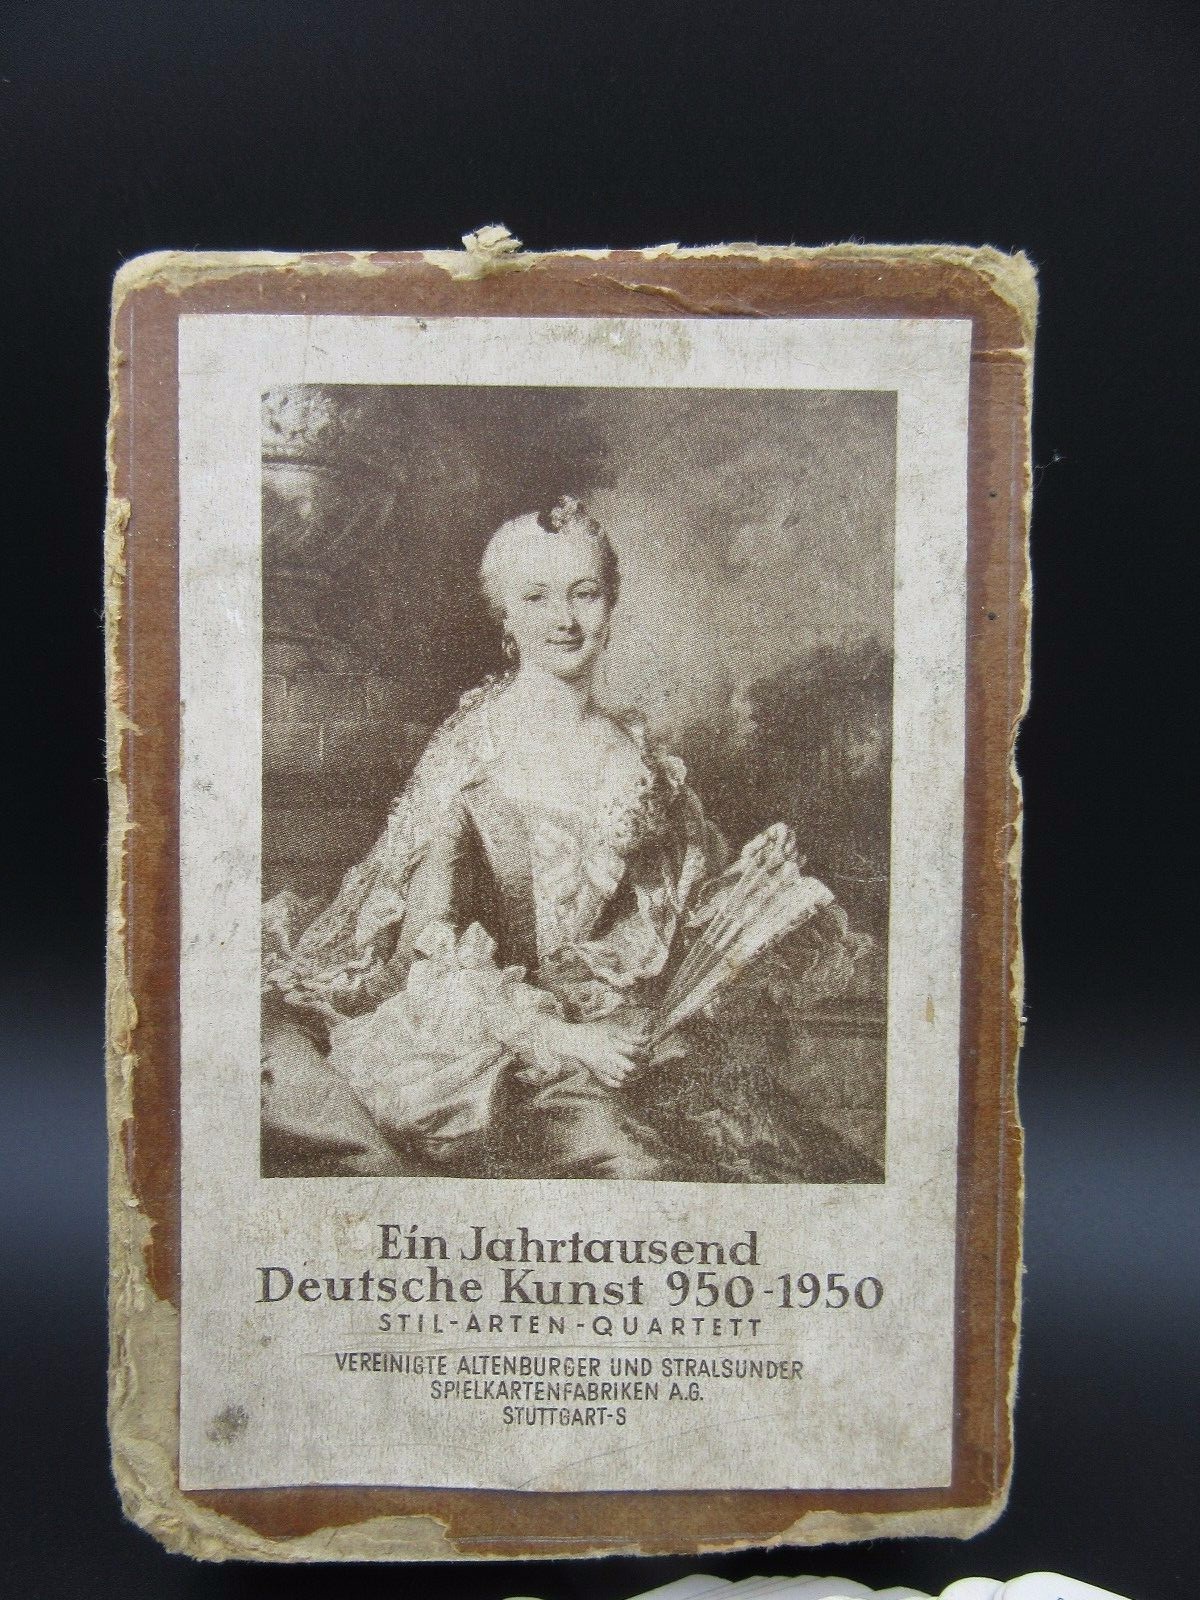 Ein Jahrtausend
Deutsche Kunst 950-1950
STIL-ARTEN-QUARTETT
VEREINIGTE ALTENBURGER UND STRALSUNDER
SPIELKARTENFABRIKEN A.G.
STUTTGART-S